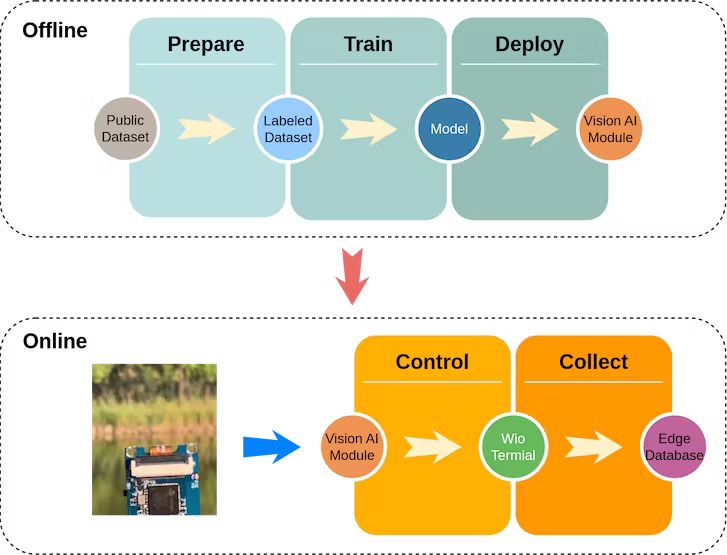 Offline
Prepare
Train
Deploy
Public
Dataset
Labeled
Dataset
Model
Vision AI
Module
Online
Control
Collect
Vision AI
Module
Wio
Termial
Edge
Database